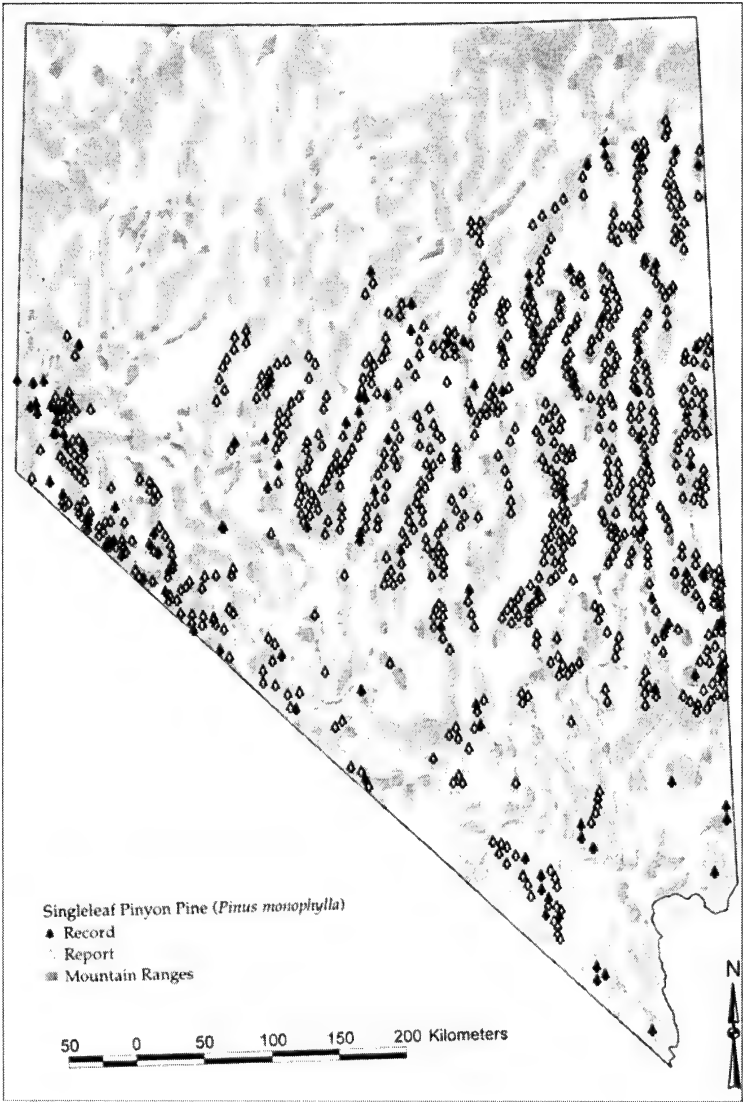 Singleleaf Pinyon Pine (Pinus monophylla)
Record
Report
Mountain Ranges
N
50 0 50 100 150 200 Kilometers